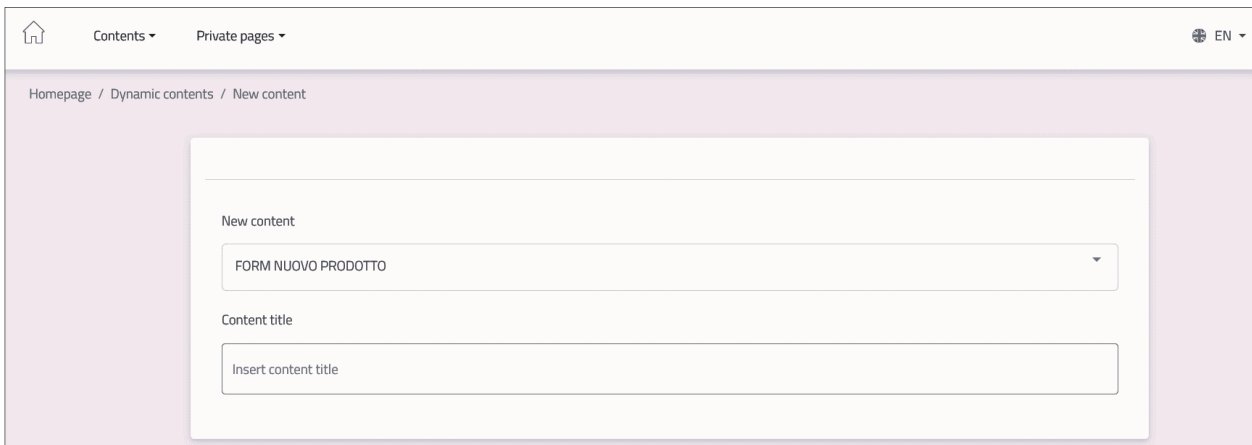 Contents Private pages EN
Homepage / Dynamic contents / New content
New content
FORM NUOVO PRODOTTO
Content title
Insert content title